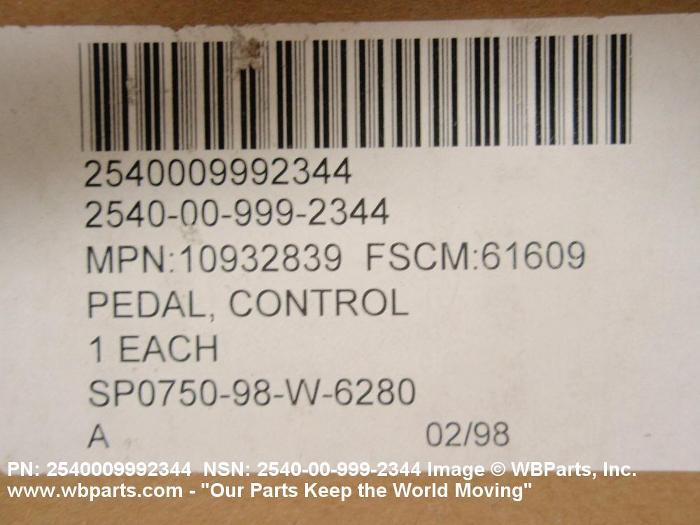 2540009992344
2540-00-999-2344
MPN:10932839 FSCM:61609
PEDAL, CONTROL
1 EACH
SP0750-98-W-6280
A 02/98
PN: 2540009992344 NSN: 2540-00-999-2344 Image © WBParts, Inc.
www.wbparts.com - "Our Parts Keep the World Moving"